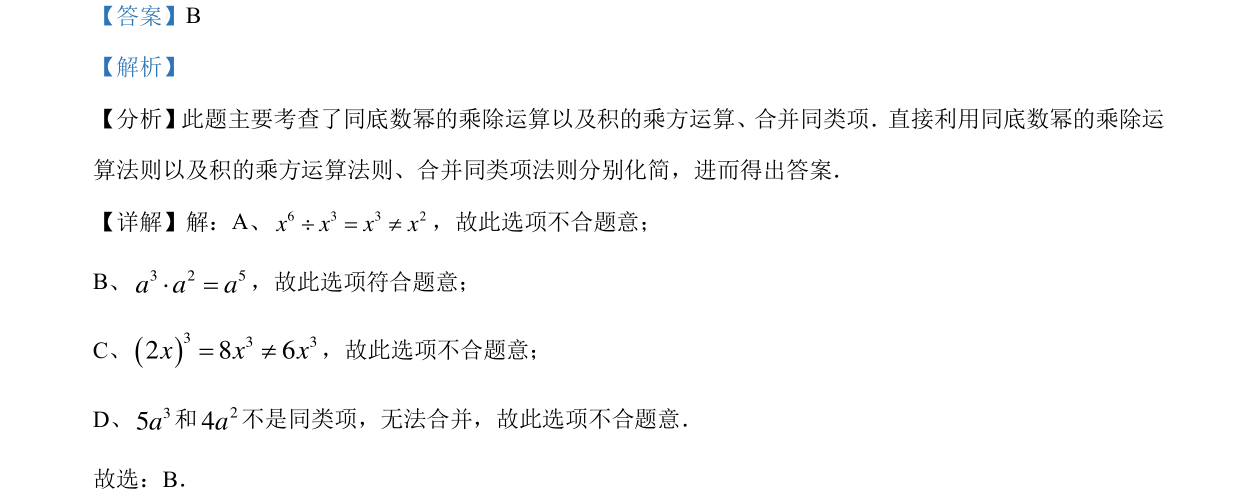 【答案】B
【解析】
【分析】此题主要考查了同底数幂的乘除运算以及积的乘方运算、合并同类项．直接利用同底数幂的乘除运
算法则以及积的乘方运算法则、合并同类项法则分别化简，进而得出答案．
【详解】解：A、x⁶ ÷ x³ = x³ ≠ x²，故此选项不合题意；
B、a³ · a² = a⁵，故此选项符合题意；
C、(2x)³ = 8x³ ≠ 6x³，故此选项不合题意；
D、5a³和4a²不是同类项，无法合并，故此选项不合题意．
故选：B．